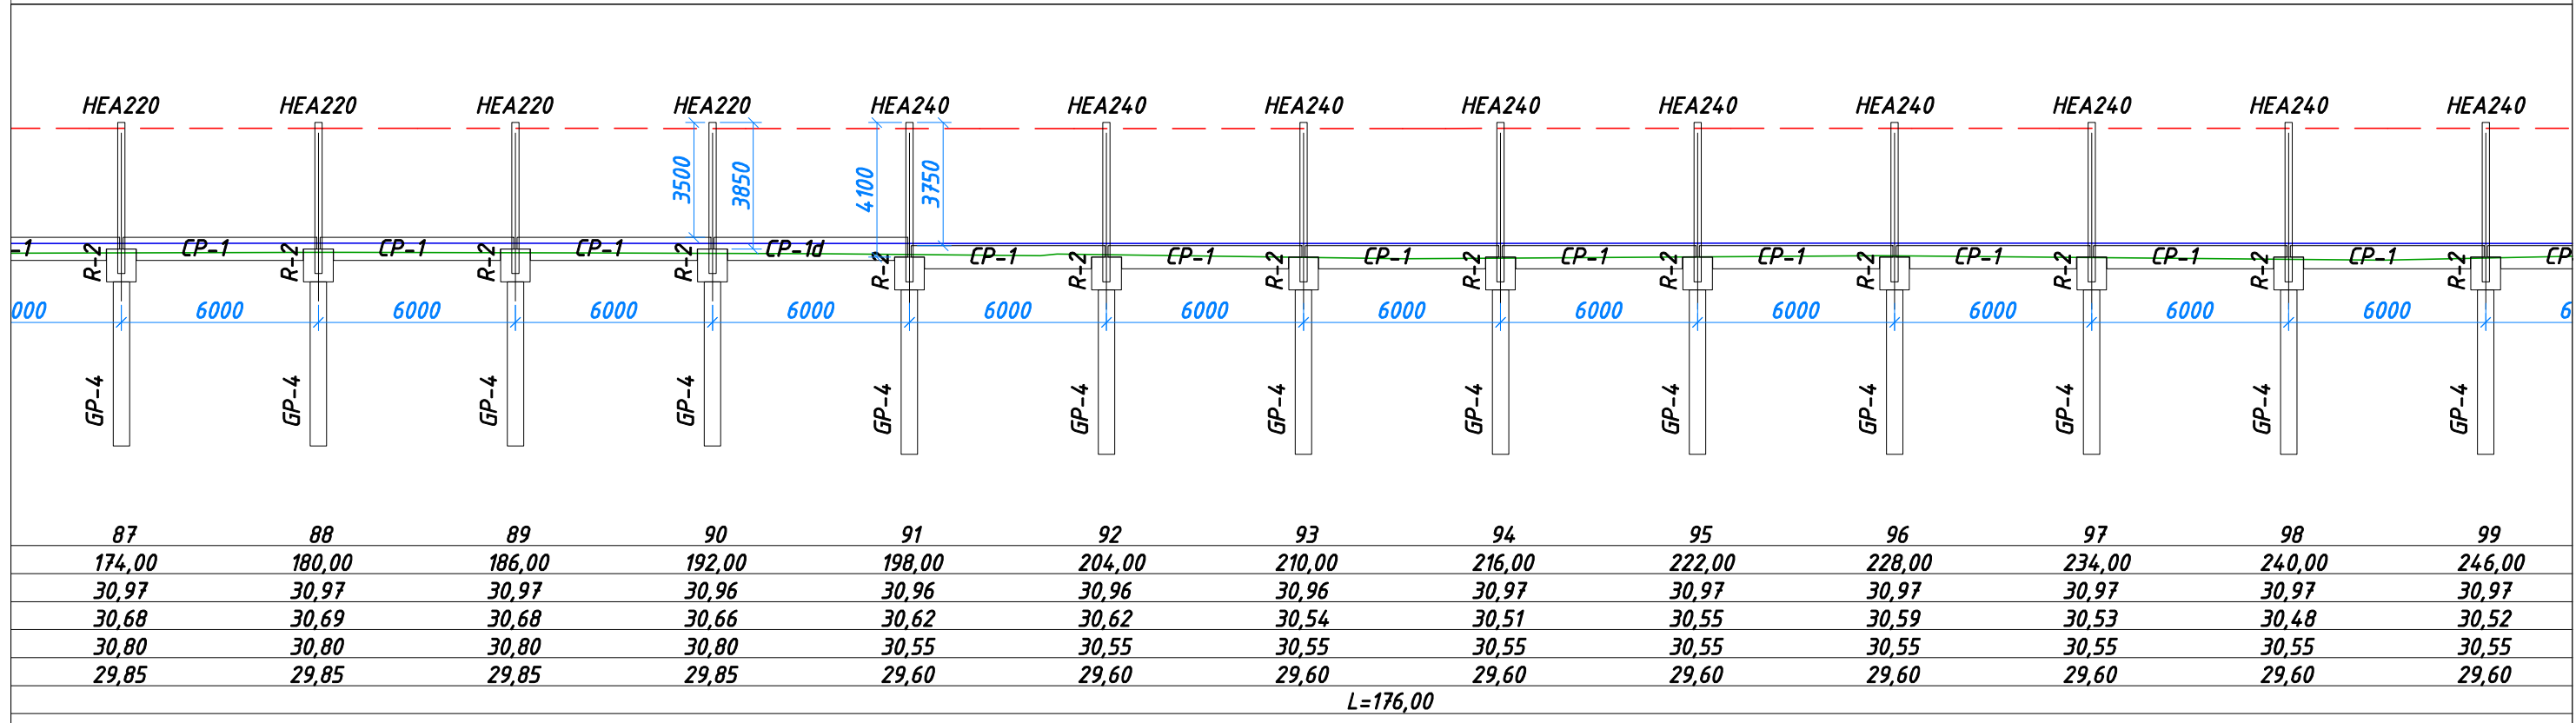 HEA220 HEA220 HEA220 HEA220 HEA240 HEA240 HEA240 HEA240 HEA240 HEA240 HEA240 HEA240 HEA240
3500 3850 4100 3750
-1 CP-1 CP-1 CP-1 CP-1d CP-1 CP-1 CP-1 CP-1 CP-1 CP-1 CP-1 CP-1 CP
R-2 R-2 R-2 R-2 R-2 R-2 R-2 R-2 R-2 R-2 R-2 R-2 R-2
000 6000 6000 6000 6000 6000 6000 6000 6000 6000 6000 6000 6000 6
GP-4 GP-4 GP-4 GP-4 GP-4 GP-4 GP-4 GP-4 GP-4 GP-4 GP-4 GP-4 GP-4
87 88 89 90 91 92 93 94 95 96 97 98 99
174,00 180,00 186,00 192,00 198,00 204,00 210,00 216,00 222,00 228,00 234,00 240,00 246,00
30,97 30,97 30,97 30,96 30,96 30,96 30,96 30,97 30,97 30,97 30,97 30,97 30,97
30,68 30,69 30,68 30,66 30,62 30,62 30,54 30,51 30,55 30,59 30,53 30,48 30,52
30,80 30,80 30,80 30,80 30,55 30,55 30,55 30,55 30,55 30,55 30,55 30,55 30,55
29,85 29,85 29,85 29,85 29,60 29,60 29,60 29,60 29,60 29,60 29,60 29,60 29,60
L=176,00